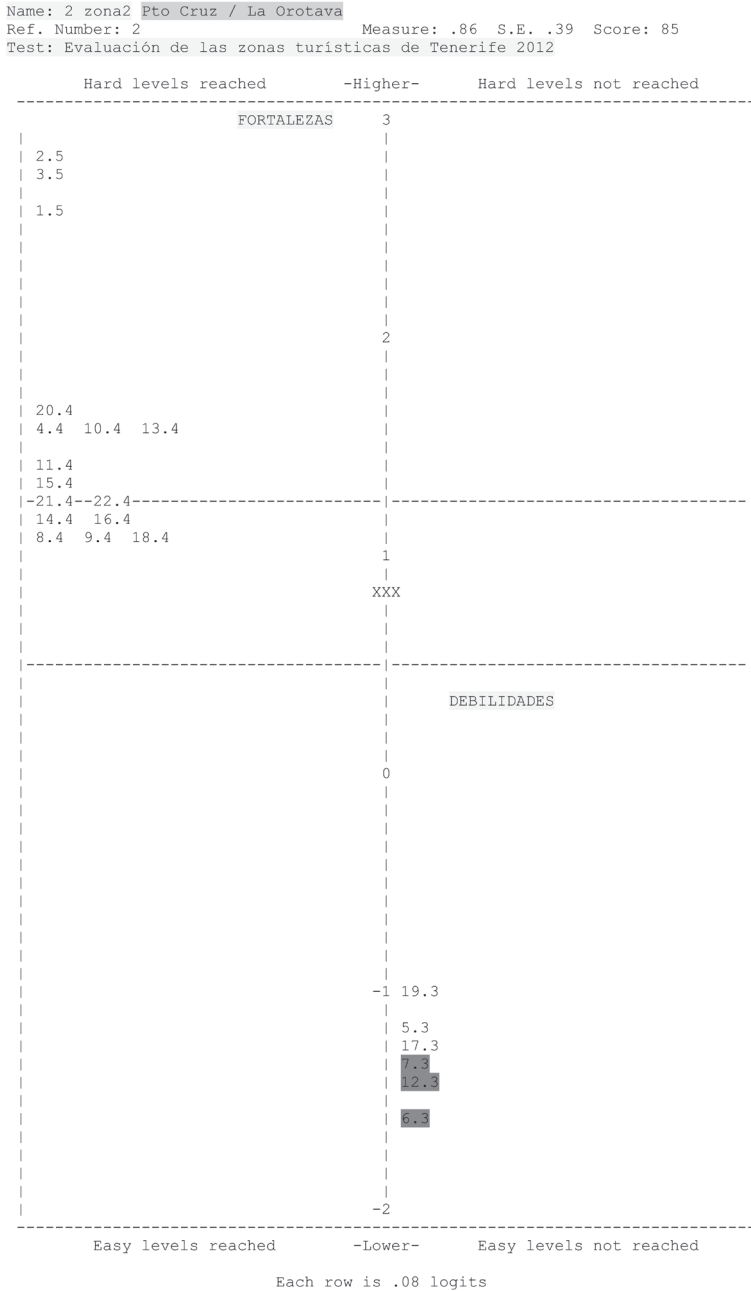 Name: 2 zona2 Pto Cruz / La Orotava
Ref. Number: 2 Measure: .86 S.E. .39 Score: 85
Test: Evaluación de las zonas turísticas de Tenerife 2012
Hard levels reached -Higher- Hard levels not reached
FORTALEZAS 3
2.5
3.5
1.5
2
20.4
4.4 10.4 13.4
11.4
15.4
-21.4--22.4-
14.4 16.4
8.4 9.4 18.4
1
XXX
DEBILIDADES
0
-1 19.3
5.3
17.3
7.3
12.3
6.3
-2
Easy levels reached -Lower- Easy levels not reached
Each row is .08 logits